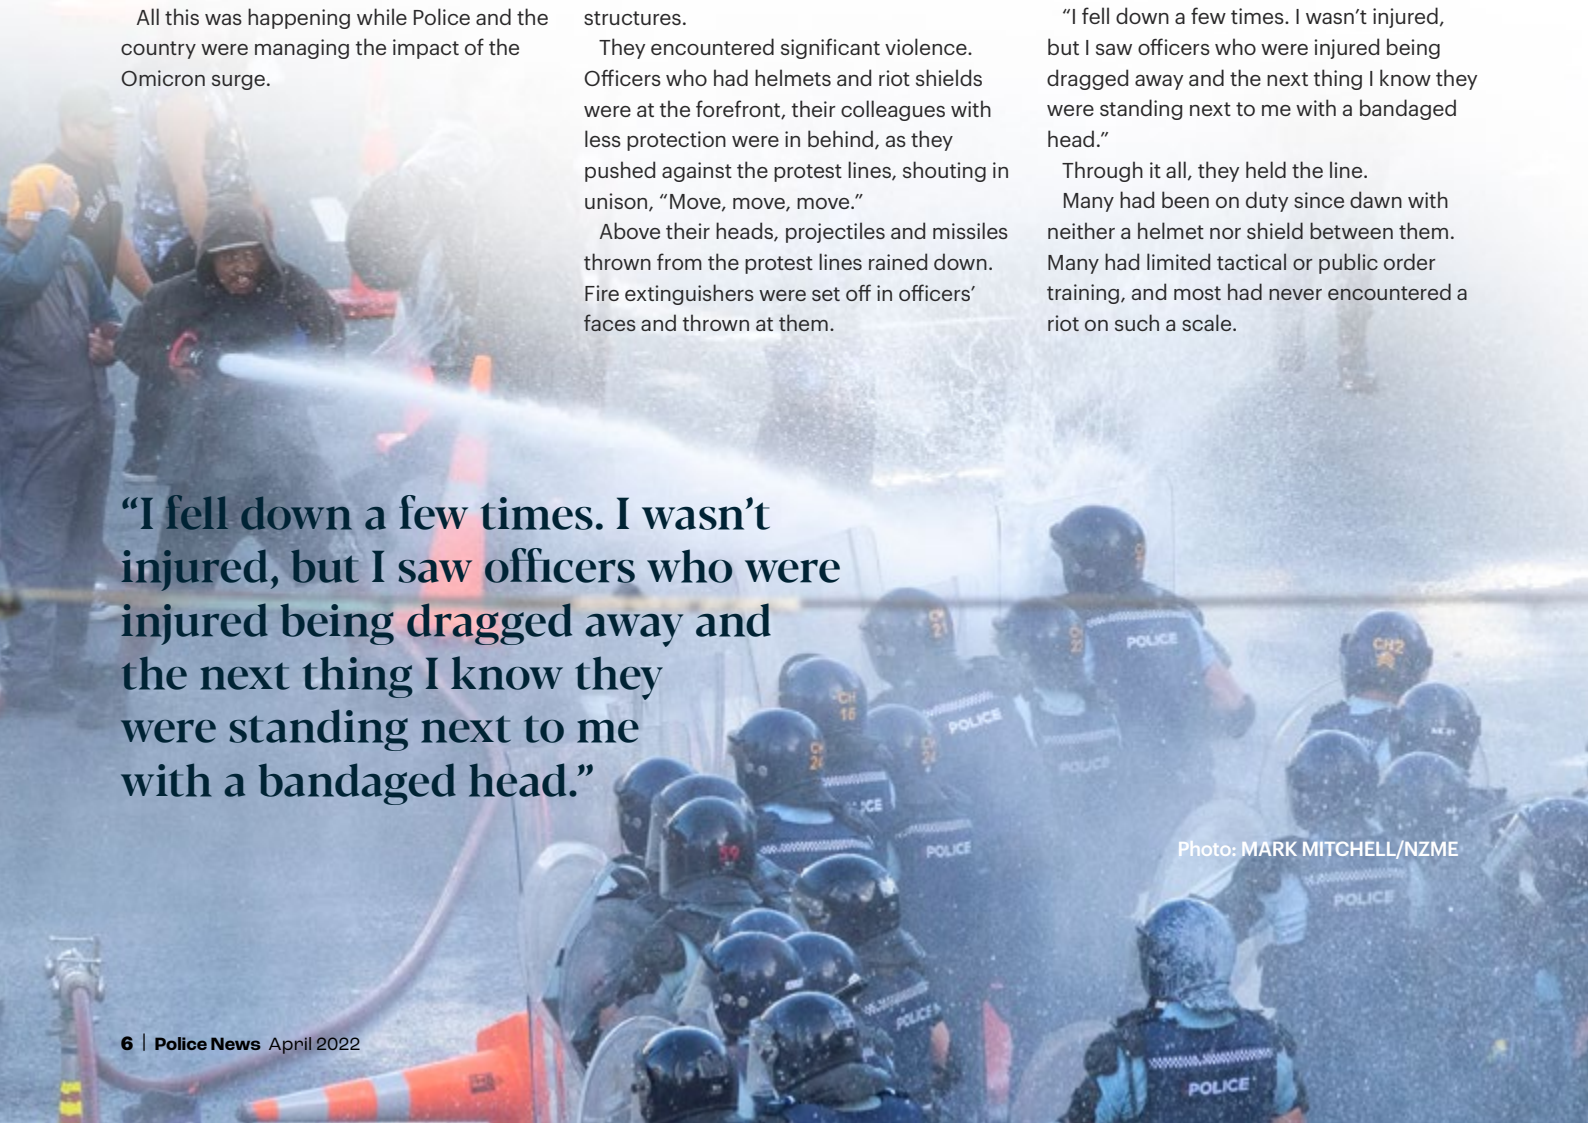 All this was happening while Police and the
country were managing the impact of the
Omicron surge.
structures.
They encountered significant violence.
Officers who had helmets and riot shields
were at the forefront, their colleagues with
less protection were in behind, as they
pushed against the protest lines, shouting in
unison, “Move, move, move.”
Above their heads, projectiles and missiles
thrown from the protest lines rained down.
Fire extinguishers were set off in officers’
faces and thrown at them.
“I fell down a few times. I wasn’t injured,
but I saw officers who were injured being
dragged away and the next thing I know they
were standing next to me with a bandaged
head.”
Through it all, they held the line.
Many had been on duty since dawn with
neither a helmet nor shield between them.
Many had limited tactical or public order
training, and most had never encountered a
riot on such a scale.
“I fell down a few times. I wasn’t
injured, but I saw officers who were
injured being dragged away and
the next thing I know they
were standing next to me
with a bandaged head.”
CH
21
POLICE
CH2
CH
16
POLICE
POLICE
POLICE
39
Photo: MARK MITCHELL/NZME
POLICE
POLICE
6 | Police News April 2022
POLICE